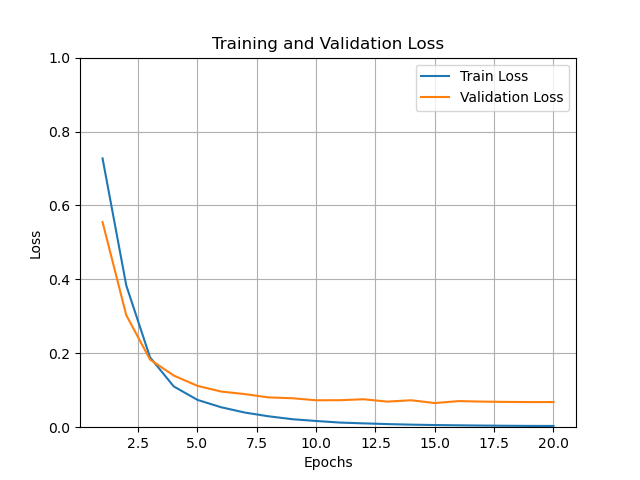 Training and Validation Loss
1.0
0.8
0.6
0.4
0.2
0.0
Loss
Train Loss
Validation Loss
2.5 5.0 7.5 10.0 12.5 15.0 17.5 20.0
Epochs